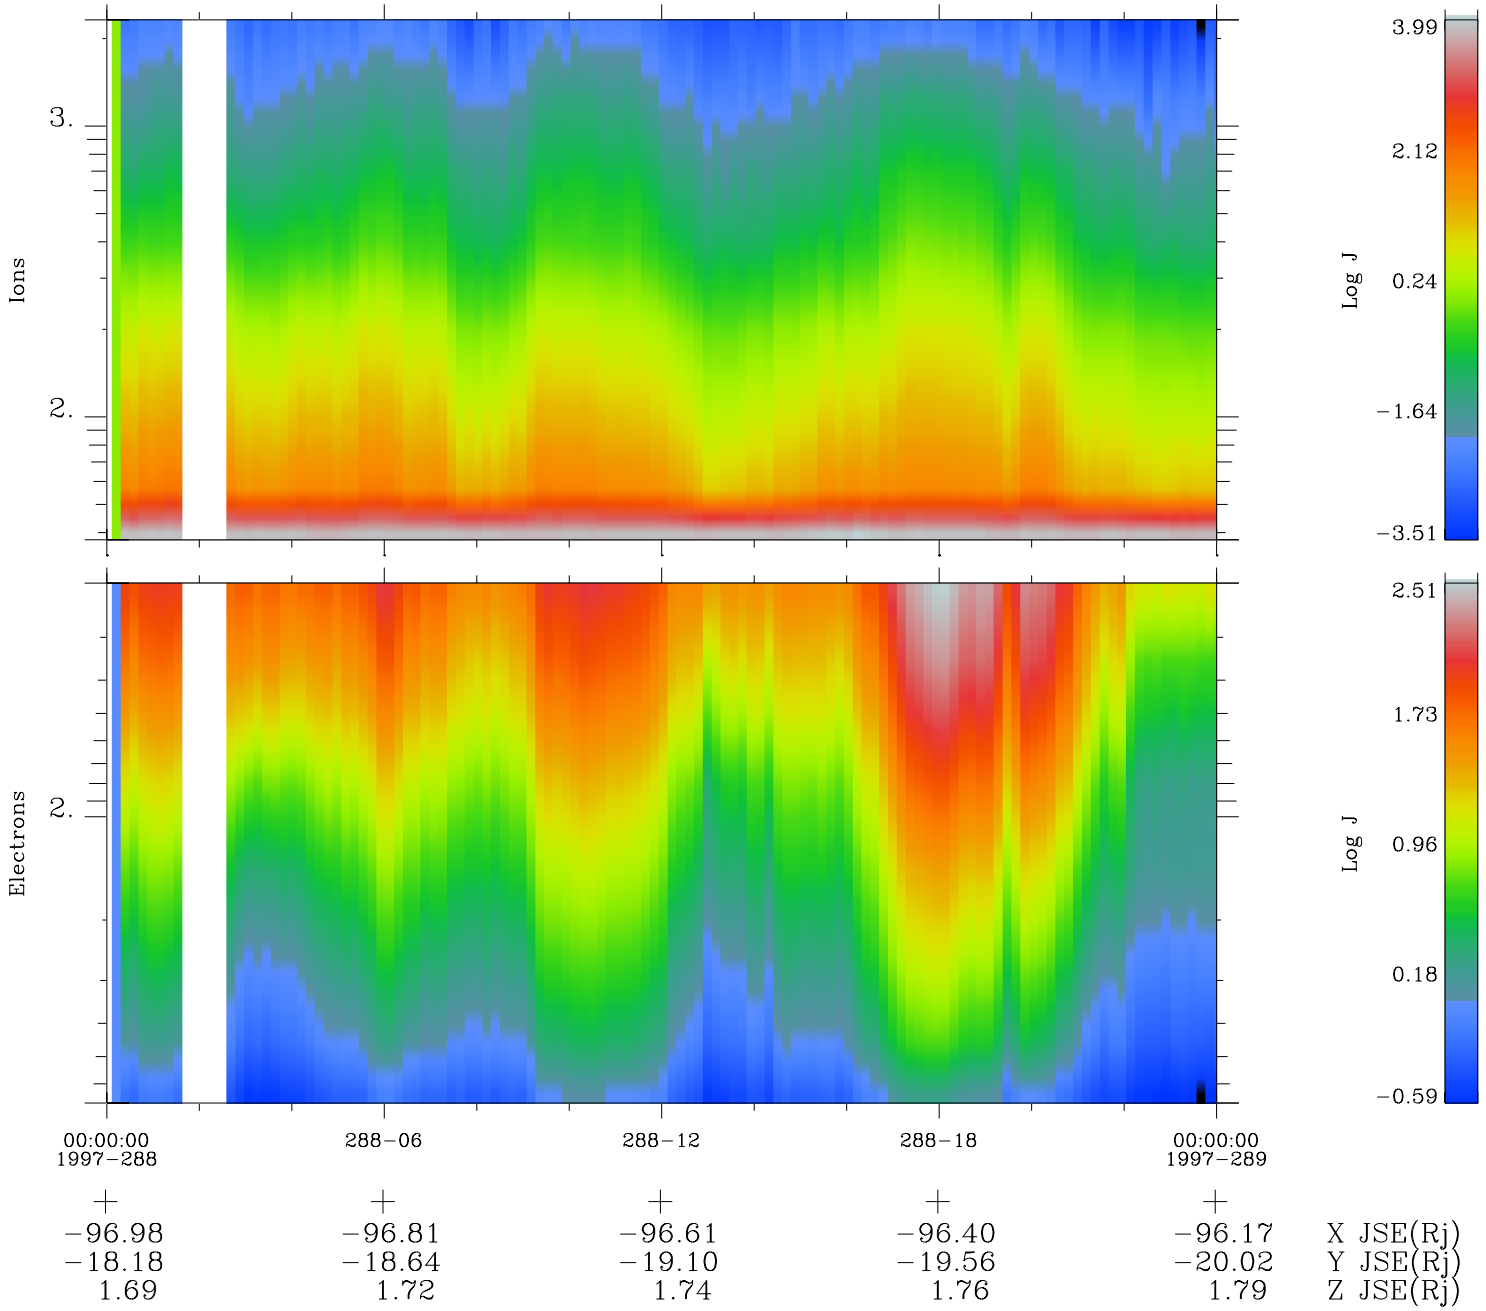 3.
2.
Ions
3.99
2.12
0.24
−1.64
−3.51
Log J
2.
Electrons
2.51
1.73
0.96
0.18
−0.59
Log J
00:00:00 288−06 288−12 288−18 00:00:00
1997−288 1997−289
−96.98 −96.81 −96.61 −96.40 −96.17 X JSE(Rj)
−18.18 −18.64 −19.10 −19.56 −20.02 Y JSE(Rj)
1.69 1.72 1.74 1.76 1.79 Z JSE(Rj)